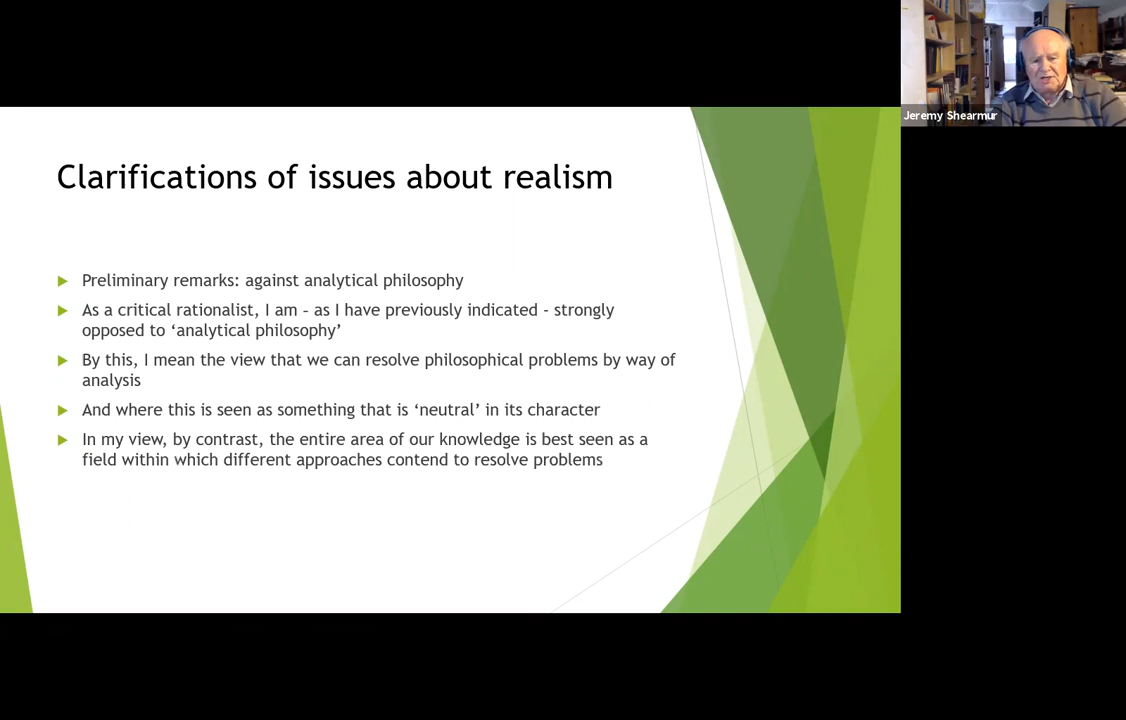 Jeremy Shearmur
Clarifications of issues about realism
Preliminary remarks: against analytical philosophy
As a critical rationalist, I am – as I have previously indicated - strongly
opposed to ‘analytical philosophy’
By this, I mean the view that we can resolve philosophical problems by way of
analysis
And where this is seen as something that is ‘neutral’ in its character
In my view, by contrast, the entire area of our knowledge is best seen as a
field within which different approaches contend to resolve problems